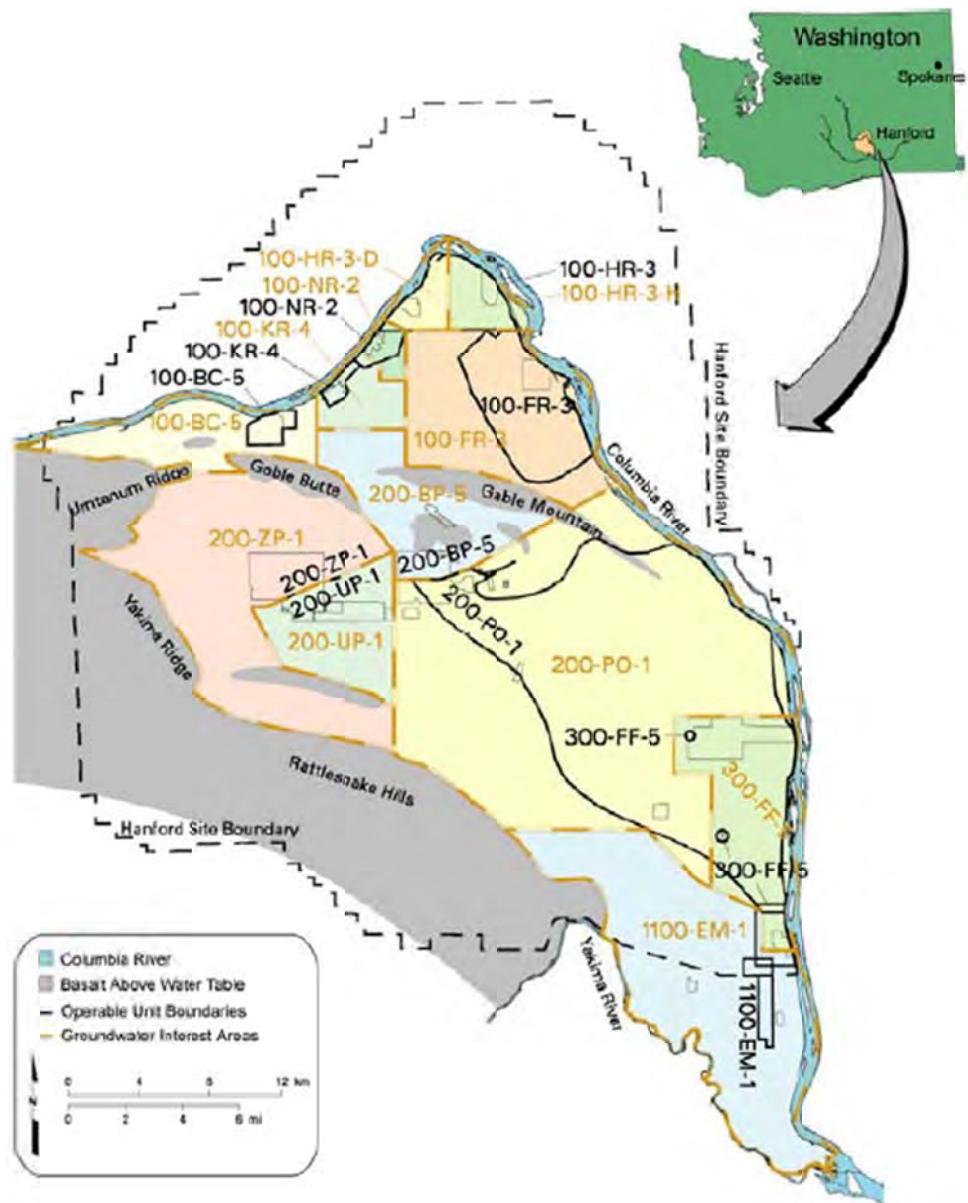 Washington
Seattle
Spokane
Hanford
100-HR-3-D
100-NR-2
100-NR-2
100-KR-4
100-KR-4
100-BC-5
100-BC-5
100-HR-3
100-HR-3-H
Hanford Site Boundary
100-FR-3
100-FR-3
Columbia River
Umtanum Ridge
Goble Butte
200-BP-5
Gable Mountain
200-ZP-1
200-ZP-1
200-BP-5
200-UP-1
200-UP-1
200-PO-1
200-PO-1
Yakima Ridge
300-FF-5
300-FF-5
Rattlesnake Hills
Hanford Site Boundary
300-FF-5
1100-EM-1
Yakima River
1100-EM-1
Columbia River
Basalt Above Water Table
Operable Unit Boundaries
Groundwater Interest Areas
N
0 4 8 12 km
0 2 4 6 mi